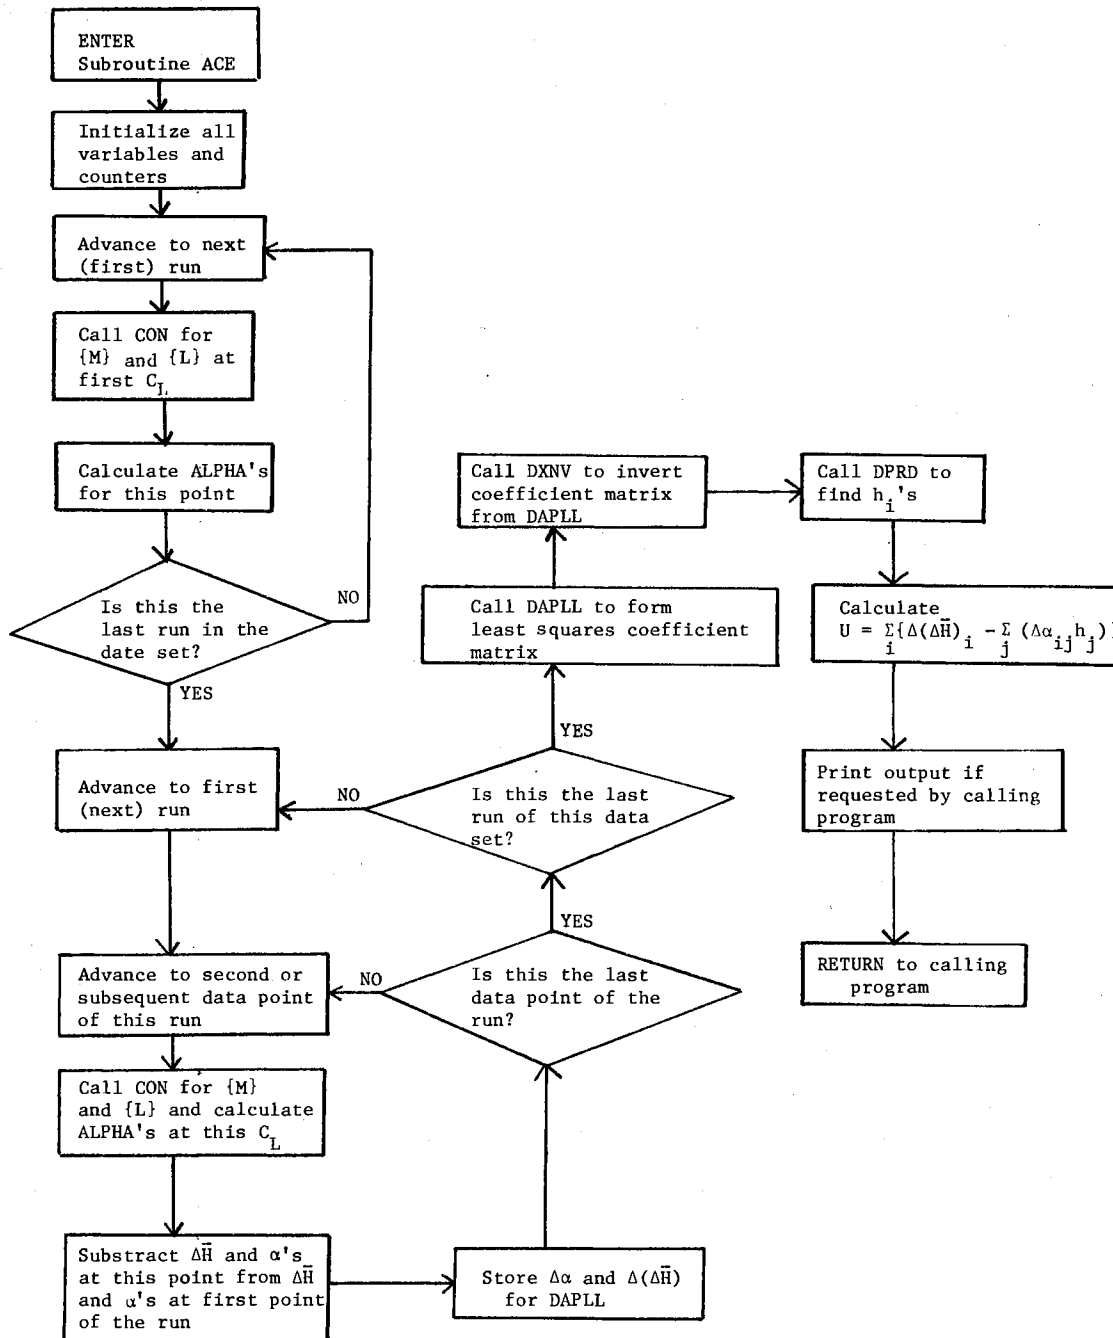 ENTER
Subroutine ACE
Initialize all
variables and
counters
Advance to next
(first) run
Call CON for
{M} and {L} at
first C_L
Calculate ALPHA's
for this point
Is this the
last run in the
date set?
NO
YES
Advance to first
(next) run
Advance to second or
subsequent data point
of this run
Call CON for {M}
and {L} and calculate
ALPHA's at this C_L
Substract ΔH̄ and α's
at this point from ΔH̄
and α's at first point
of the run
Store Δα and Δ(ΔH̄)
for DAPLL
Is this the last
data point of the
run?
NO
YES
Is this the last
run of this data
set?
NO
YES
Call DAPLL to form
least squares coefficient
matrix
Call DXNV to invert
coefficient matrix
from DAPLL
Call DPRD to
find h_i's
Calculate
U = Σ_i{Δ(ΔH̄)_i - Σ_j (Δα_ij h_j)}
Print output if
requested by calling
program
RETURN to calling
program